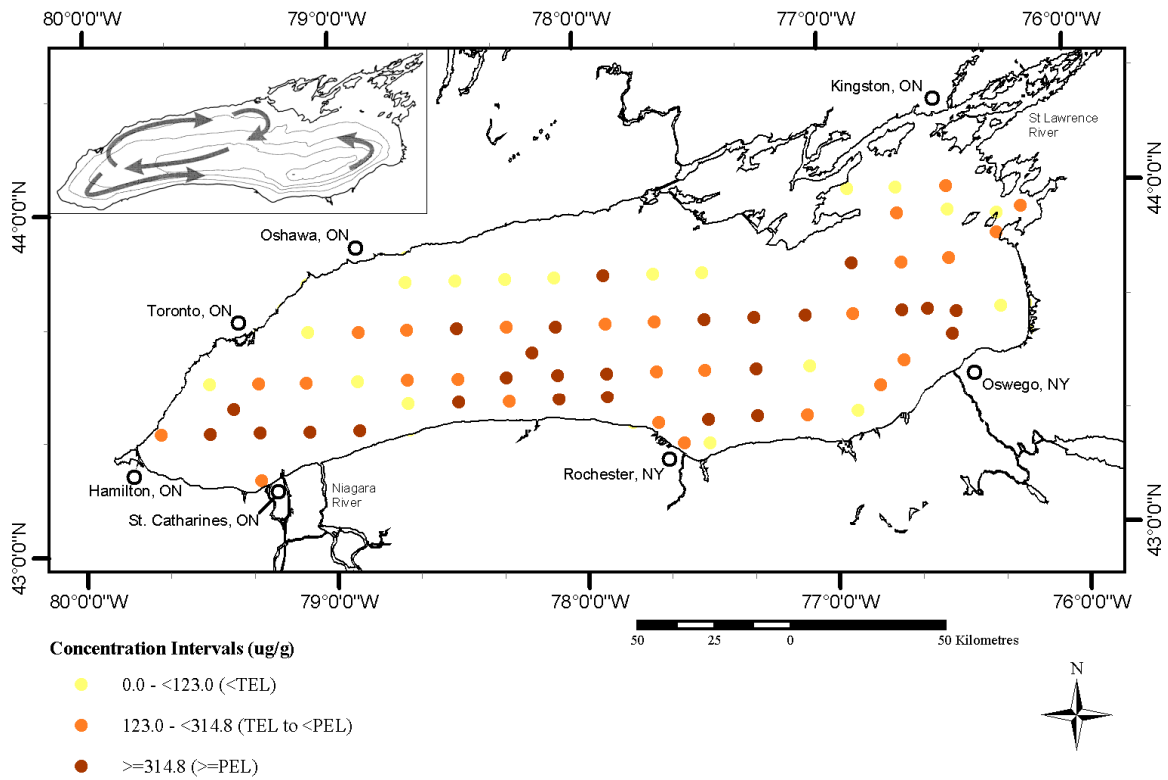 80°0'0"W 79°0'0"W 78°0'0"W 77°0'0"W 76°0'0"W
Kingston, ON
St Lawrence
River
44°0'0"N
44°0'0"N
Oshawa, ON
Toronto, ON
Oswego, NY
Rochester, NY
Hamilton, ON
Niagara
River
St. Catharines, ON
43°0'0"N
43°0'0"N
80°0'0"W 79°0'0"W 78°0'0"W 77°0'0"W 76°0'0"W
50 25 0 50 Kilometres
Concentration Intervals (ug/g)
0.0 - <123.0 (<TEL)
123.0 - <314.8 (TEL to <PEL)
>=314.8 (>=PEL)
N